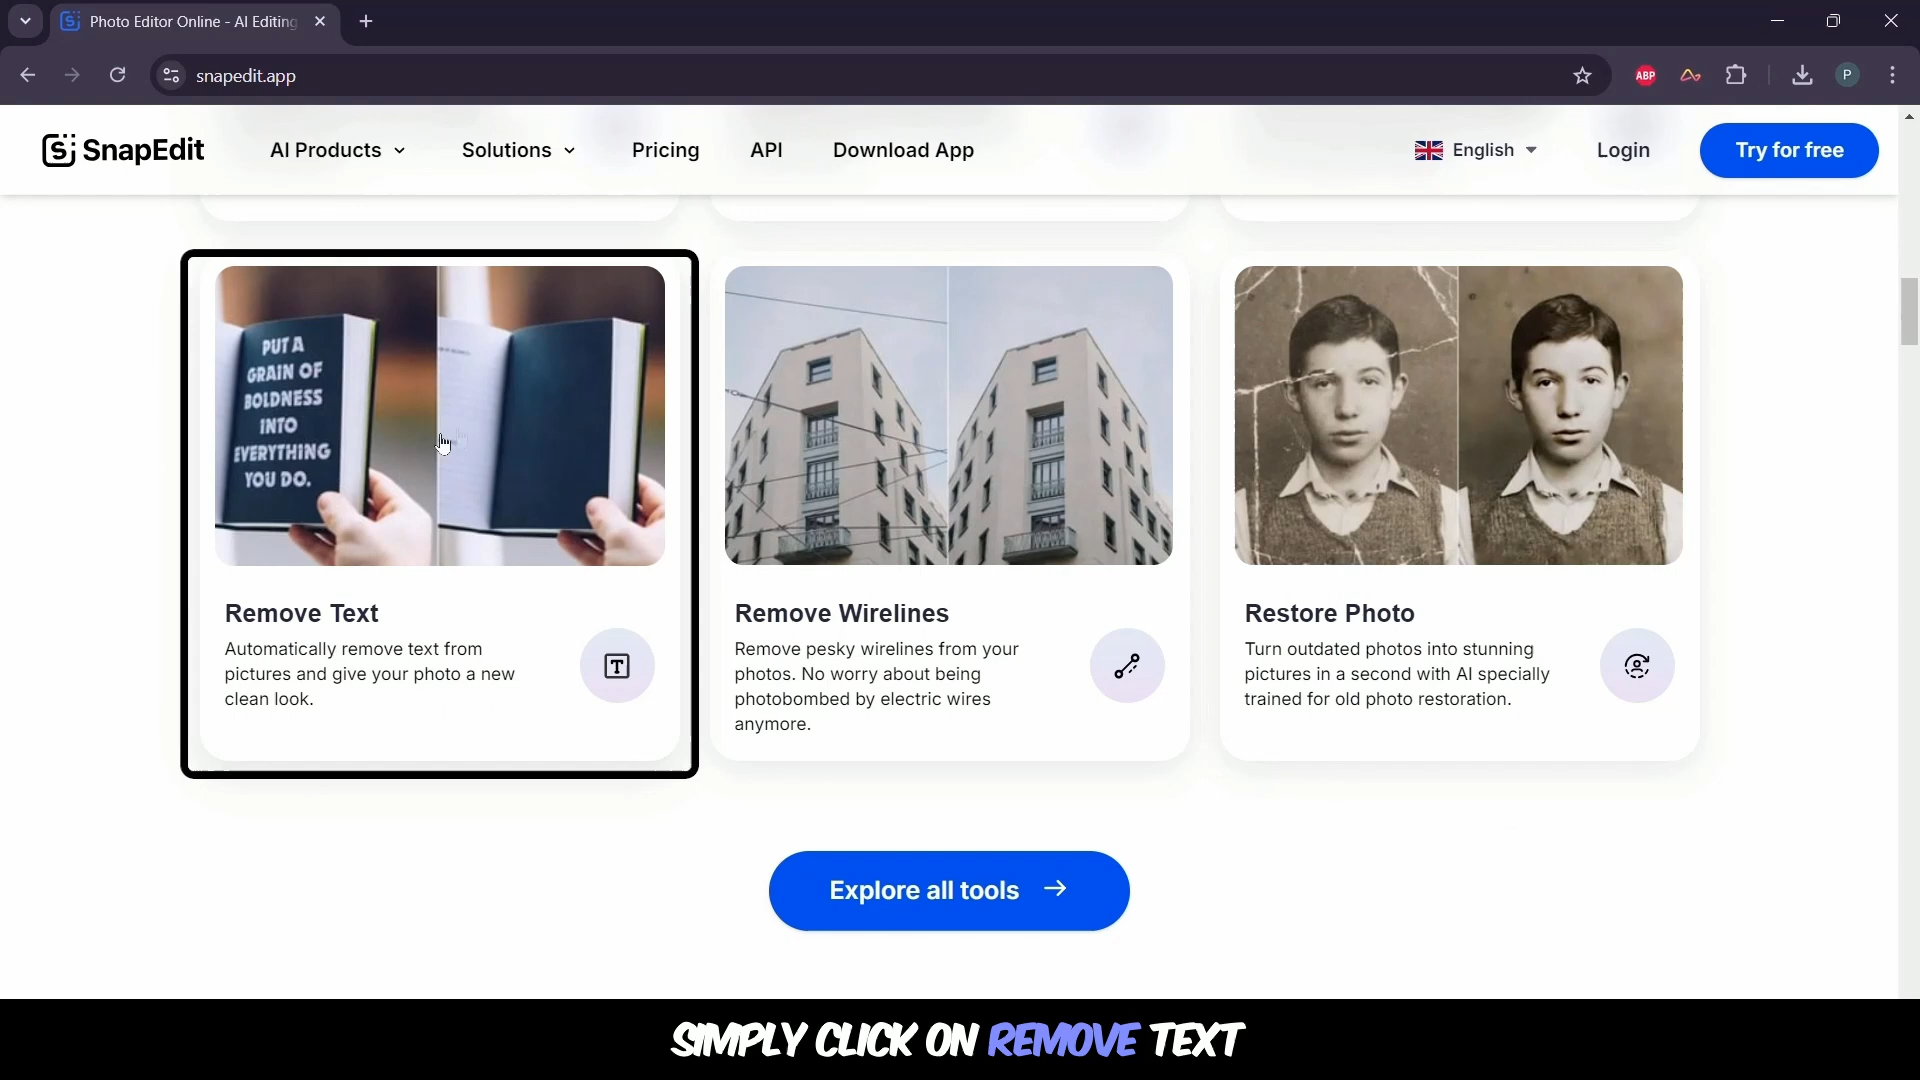 Photo Editor Online - AI Editing
snapedit.app
ABP
P
SnapEdit
AI Products
Solutions
Pricing
API
Download App
English
Login
Try for free
PUT A
GRAIN OF
BOLDNESS
INTO
EVERYTHING
YOU DO.
Remove Text
Automatically remove text from
pictures and give your photo a new
clean look.
T
Remove Wirelines
Remove pesky wirelines from your
photos. No worry about being
photobombed by electric wires
anymore.
Restore Photo
Turn outdated photos into stunning
pictures in a second with AI specially
trained for old photo restoration.
Explore all tools
SIMPLY CLICK ON REMOVE TEXT